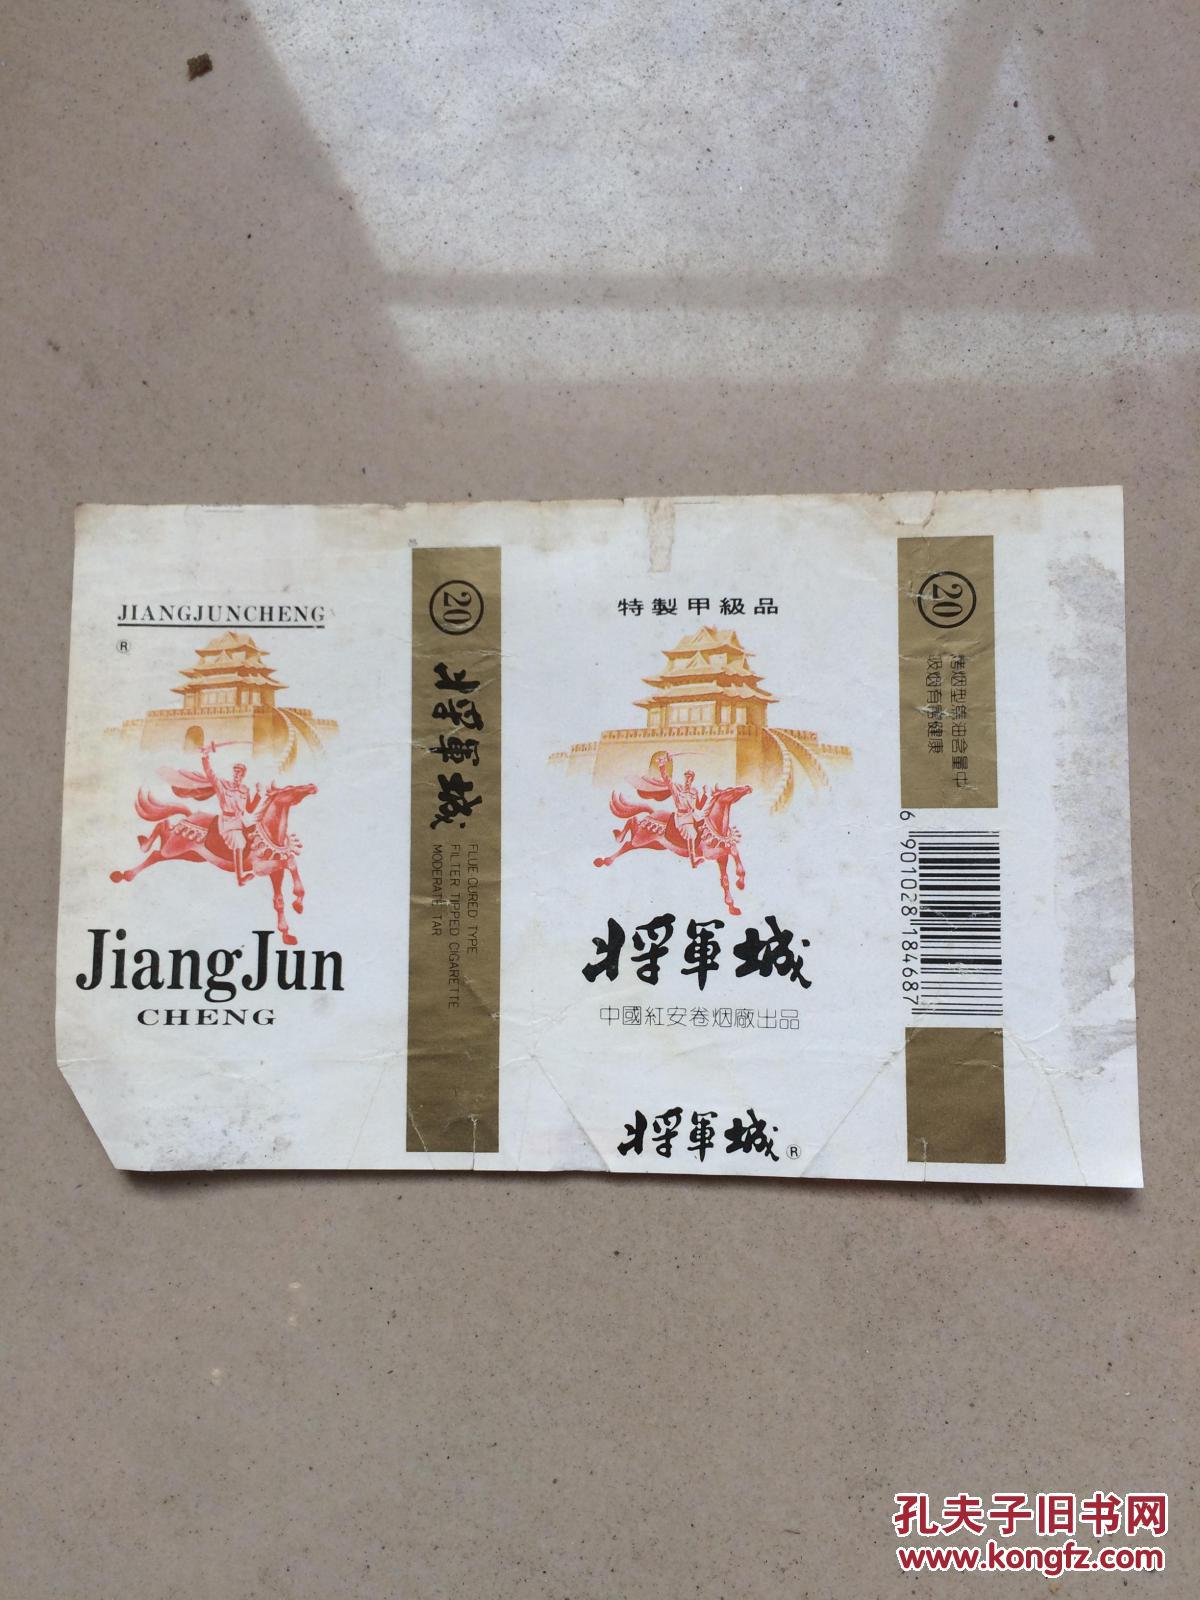 JIANGJUNCHENG
®
JiangJun
CHENG
20
将軍城
FLUE-CURED TYPE
FILTER TIPPED CIGARETTE
MODERATE TAR
特製甲級品
将軍城
中國紅安卷烟廠出品
将軍城®
20
烤烟型焦油含量中
吸烟有害健康
6 901028 184687
孔夫子旧书网
www.kongfz.com